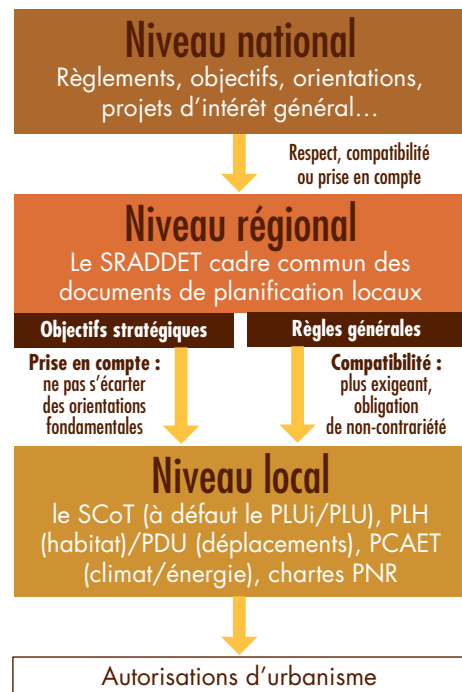 Niveau national
Règlements, objectifs, orientations,
projets d'intérêt général…
Respect, compatibilité
ou prise en compte
Niveau régional
Le SRADDET cadre commun des
documents de planification locaux
Objectifs stratégiques
Règles générales
Prise en compte :
ne pas s'écarter
des orientations
fondamentales
Compatibilité :
plus exigeant,
obligation
de non-contrariété
Niveau local
le SCoT (à défaut le PLUi/PLU), PLH
(habitat)/PDU (déplacements), PCAET
(climat/énergie), chartes PNR
Autorisations d'urbanisme